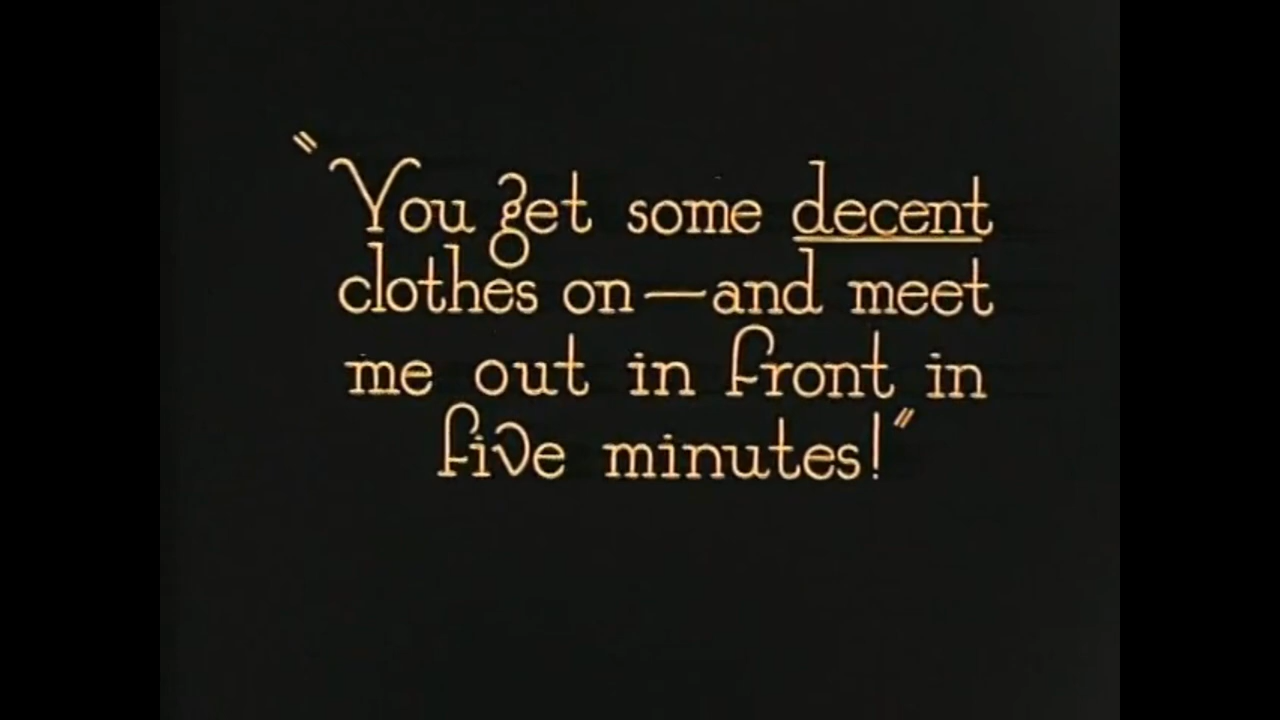 "You get some decent
clothes on—and meet
me out in front in
five minutes!"